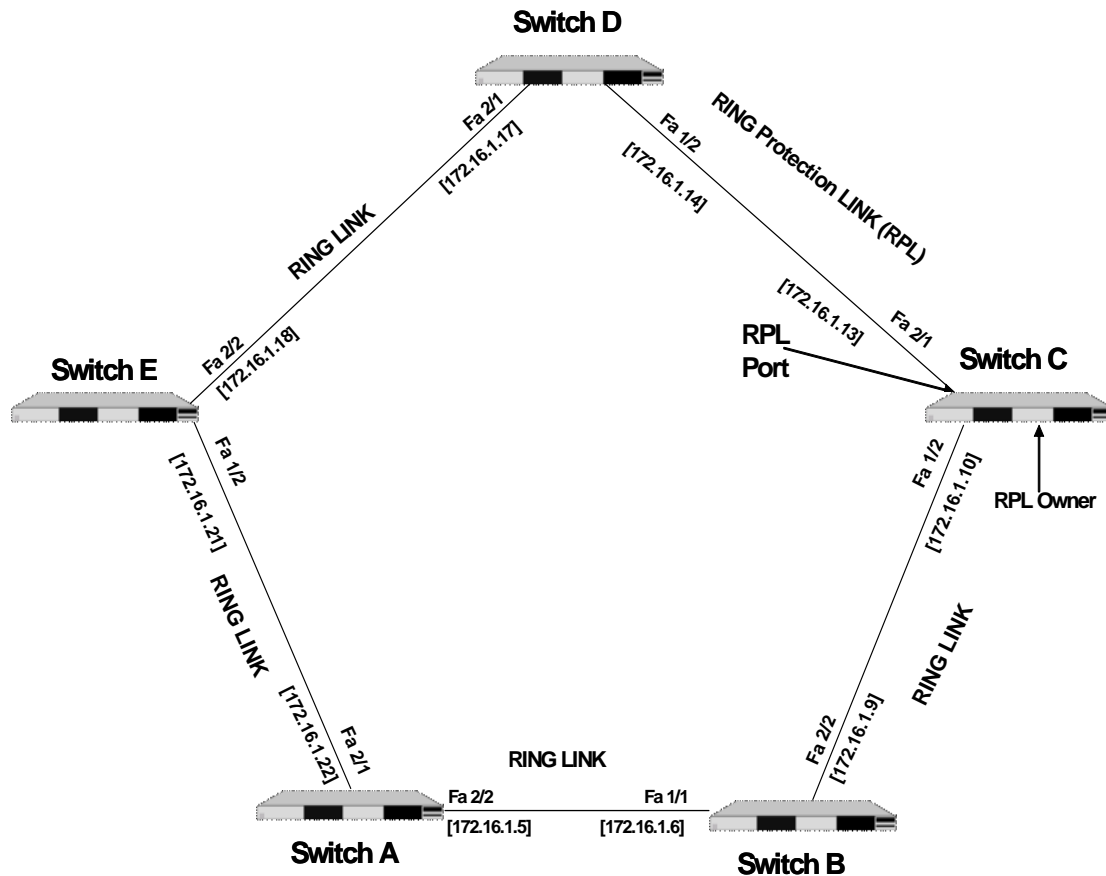 Switch D
Fa 2/1
[172.16.1.17]
Fa 1/2
[172.16.1.14]
RING Protection LINK (RPL)
RING LINK
[172.16.1.13]
Fa 2/1
RPL
Port
Fa 2/2
[172.16.1.18]
Switch E
Switch C
Fa 1/2
[172.16.1.21]
Fa 1/2
[172.16.1.10]
RPL Owner
RING LINK
RING LINK
[172.16.1.22]
Fa 2/1
Fa 2/2
[172.16.1.9]
RING LINK
Fa 2/2
Fa 1/1
[172.16.1.5]
[172.16.1.6]
Switch A
Switch B